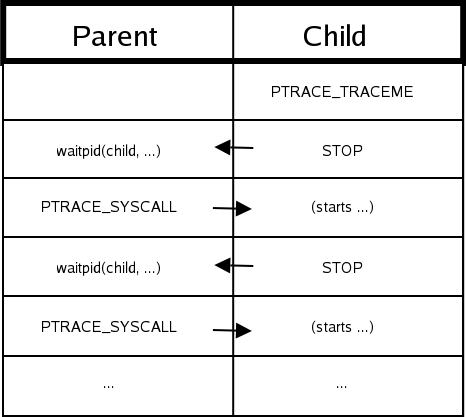 Parent Child
PTRACE_TRACEME
waitpid(child, ...) STOP
PTRACE_SYSCALL (starts ...)
waitpid(child, ...) STOP
PTRACE_SYSCALL (starts ...)
... ...